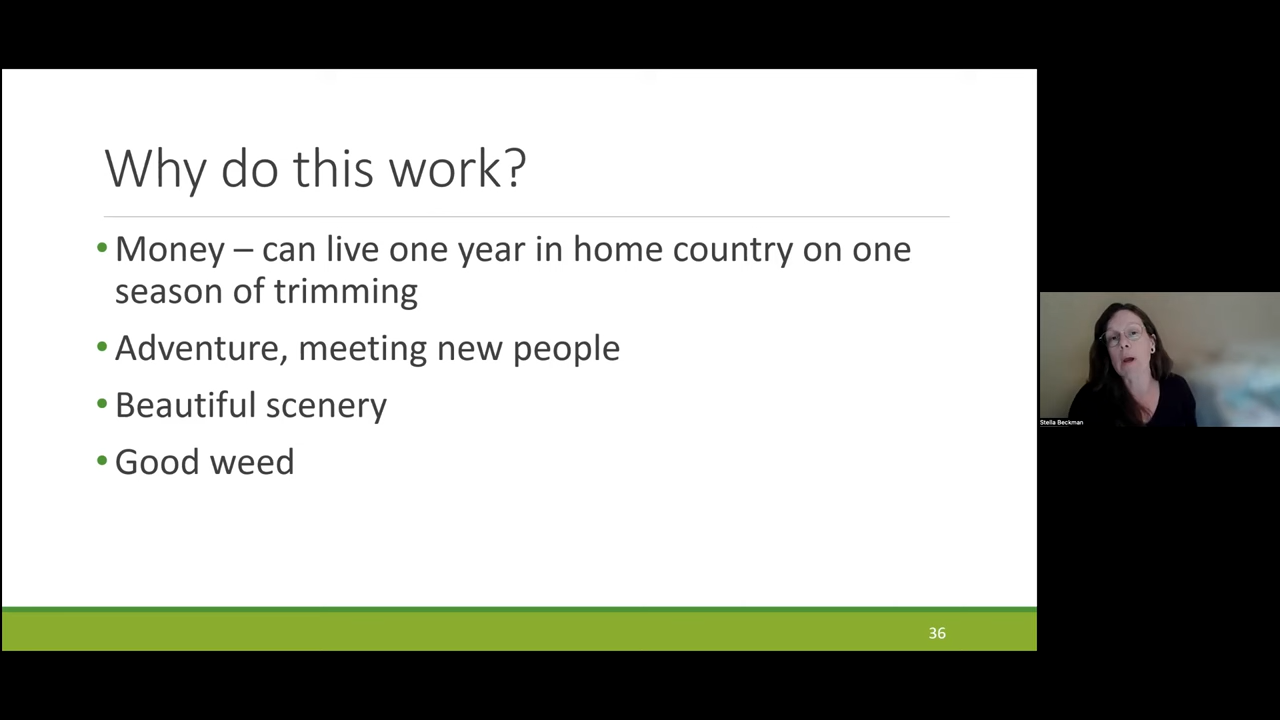 Why do this work?
• Money – can live one year in home country on one
season of trimming
• Adventure, meeting new people
• Beautiful scenery
• Good weed
36
Stella Beckman